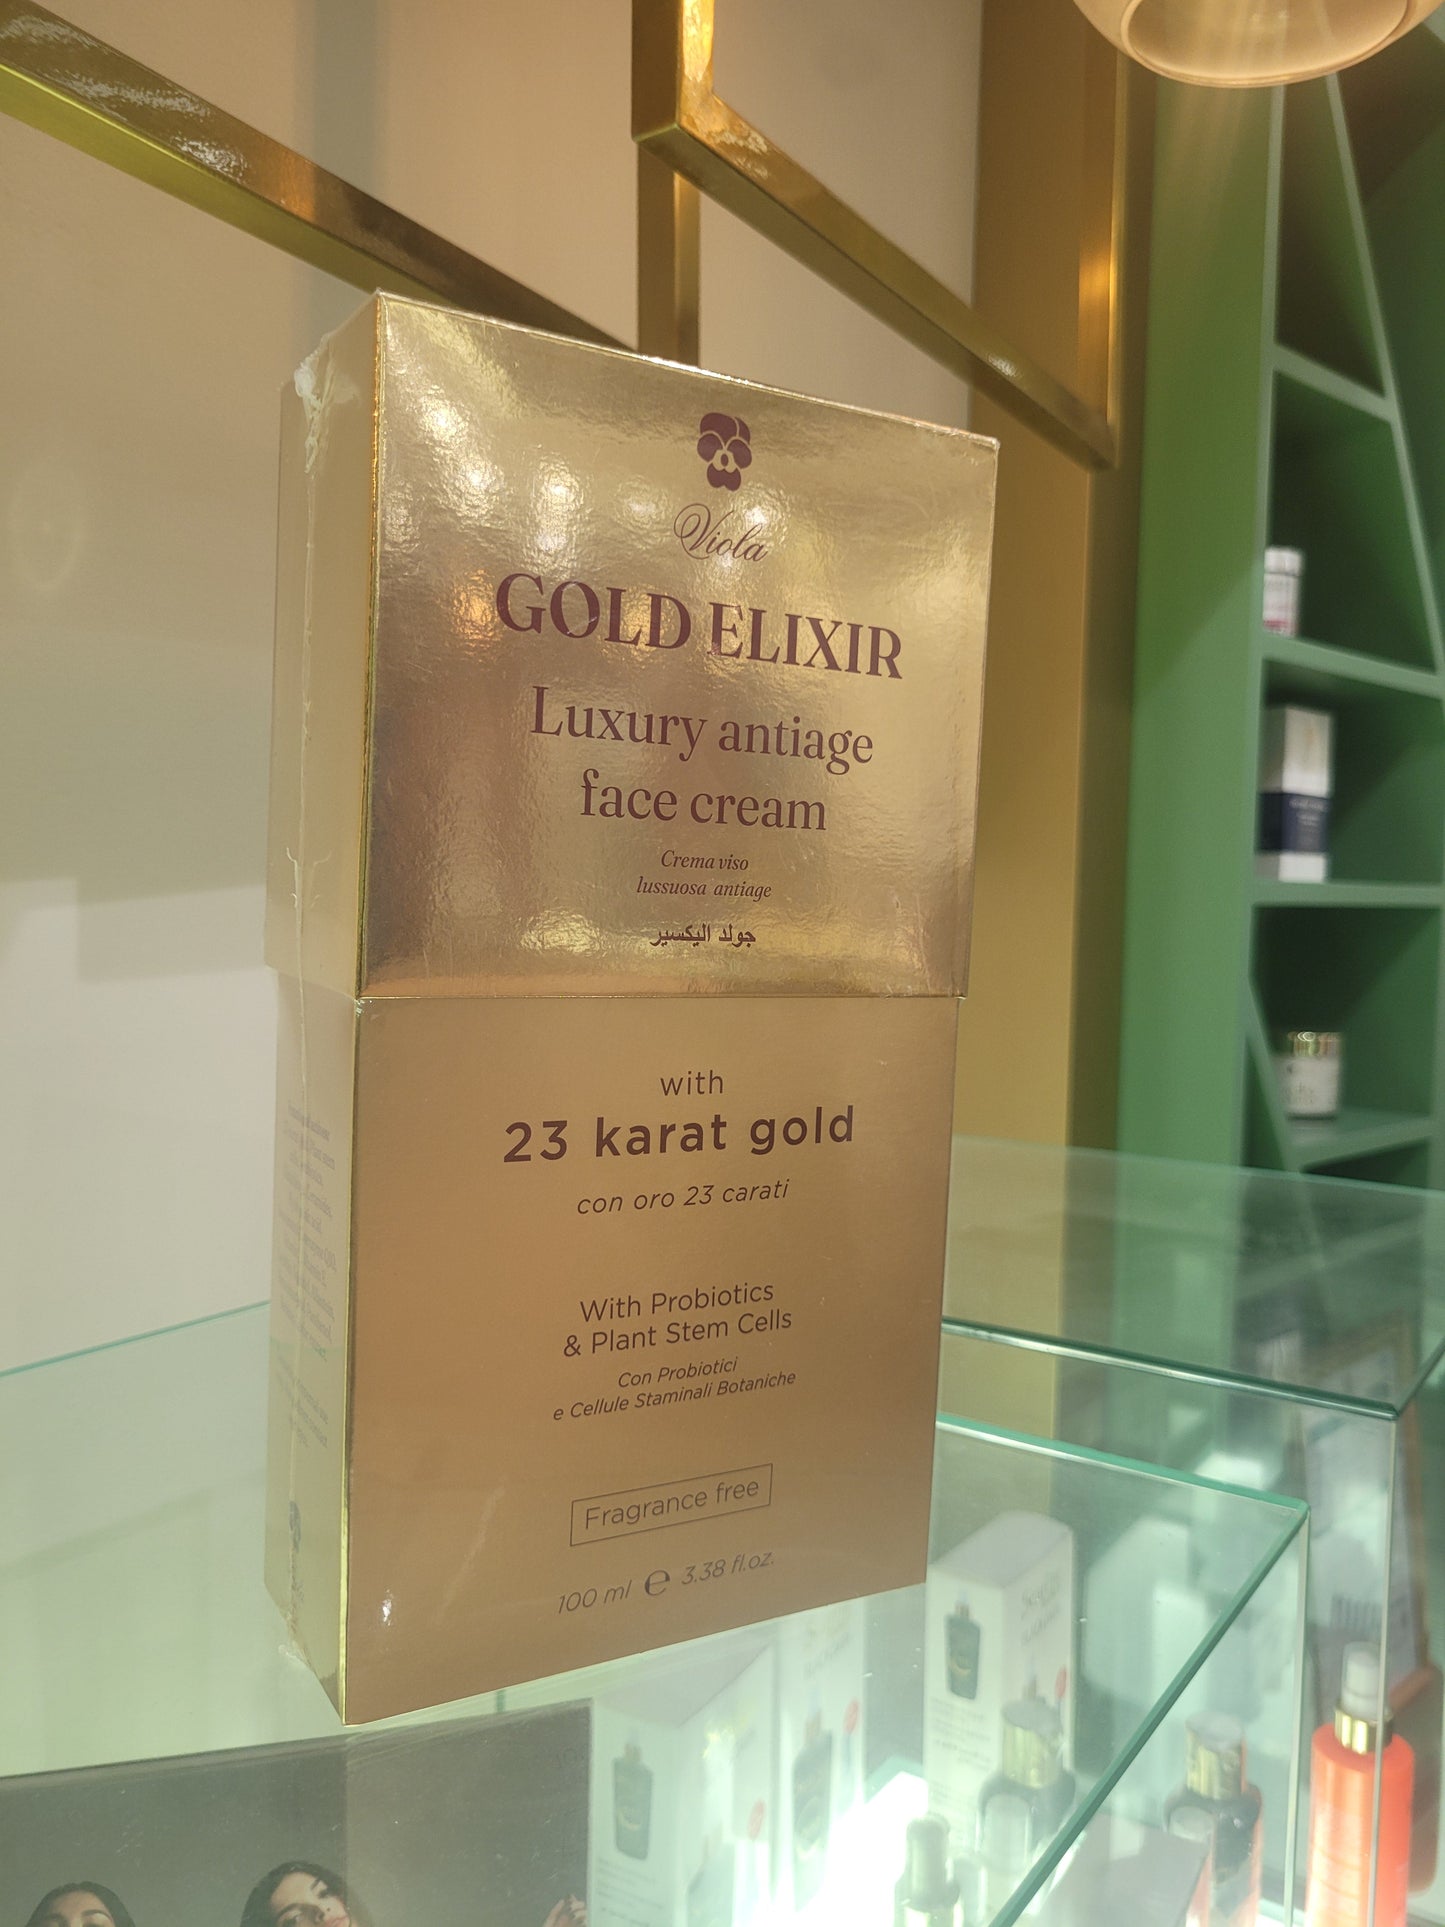 Viola
GOLD ELIXIR
Luxury antiage
face cream
Crema viso
lussuosa antiage
جولد اليكسير
with
23 karat gold
con oro 23 carati
With Probiotics
& Plant Stem Cells
Con Probiotici
e Cellule Staminali Botaniche
Fragrance free
100 ml e 3.38 fl.oz.